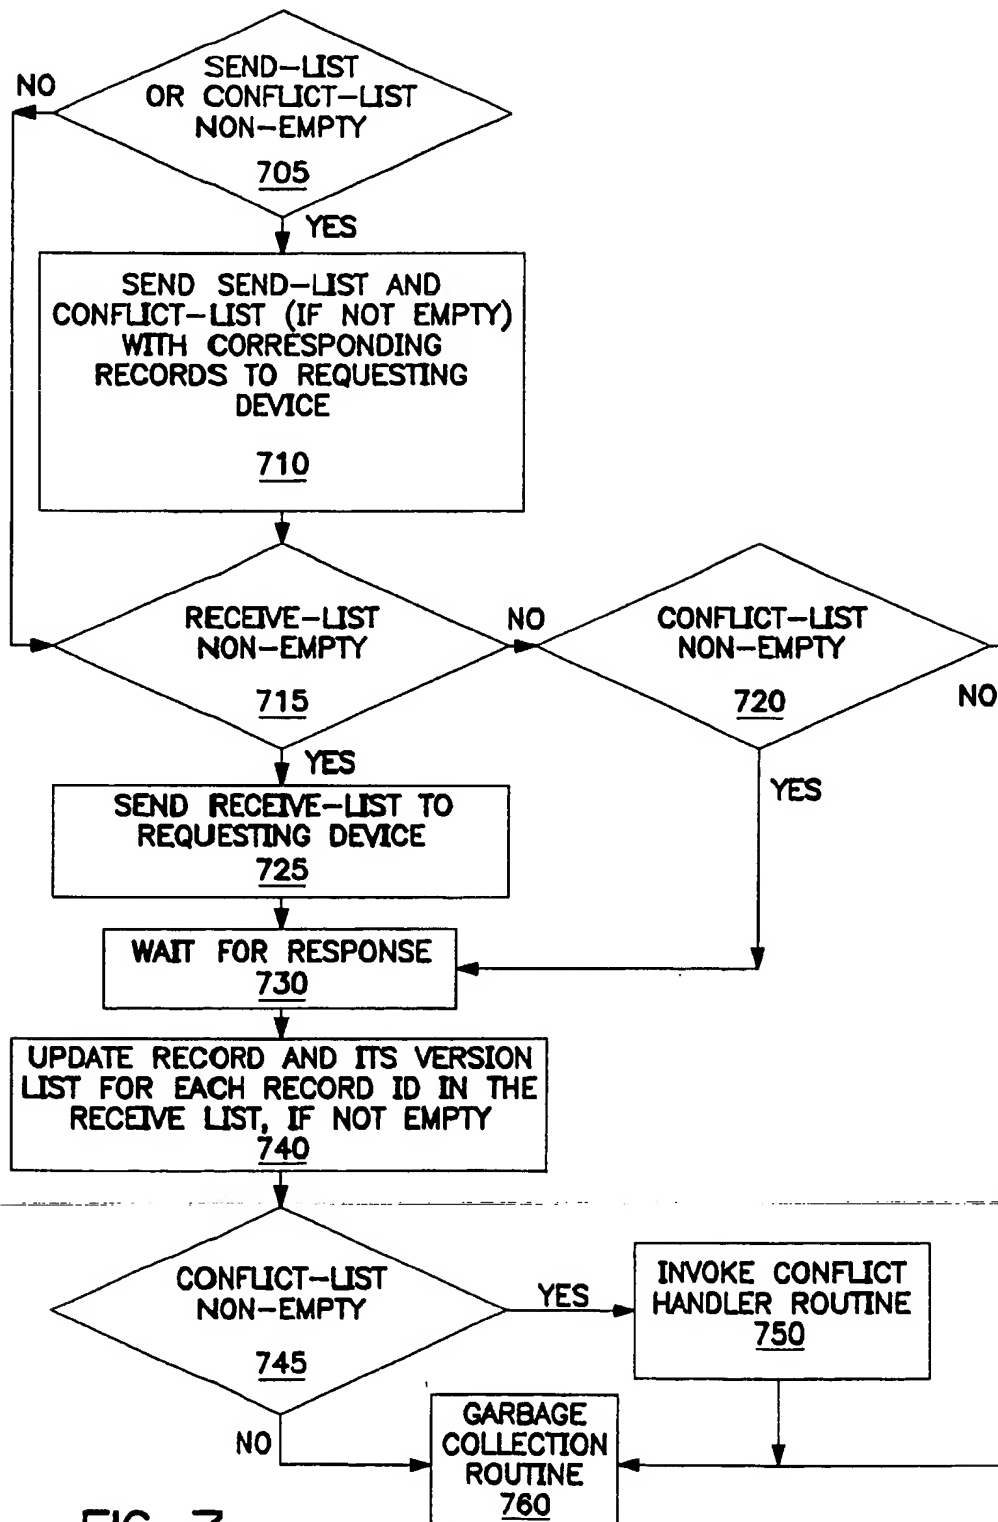 SEND-LIST
OR CONFLICT-LIST
NON-EMPTY
705
NO
YES
SEND SEND-LIST AND
CONFLICT-LIST (IF NOT EMPTY)
WITH CORRESPONDING
RECORDS TO REQUESTING
DEVICE
710
RECEIVE-LIST
NON-EMPTY
715
NO
CONFLICT-LIST
NON-EMPTY
720
NO
YES
YES
SEND RECEIVE-LIST TO
REQUESTING DEVICE
725
WAIT FOR RESPONSE
730
UPDATE RECORD AND ITS VERSION
LIST FOR EACH RECORD ID IN THE
RECEIVE LIST, IF NOT EMPTY
740
CONFLICT-LIST
NON-EMPTY
745
YES
INVOKE CONFLICT
HANDLER ROUTINE
750
NO
GARBAGE
COLLECTION
ROUTINE
760
FIG. 7